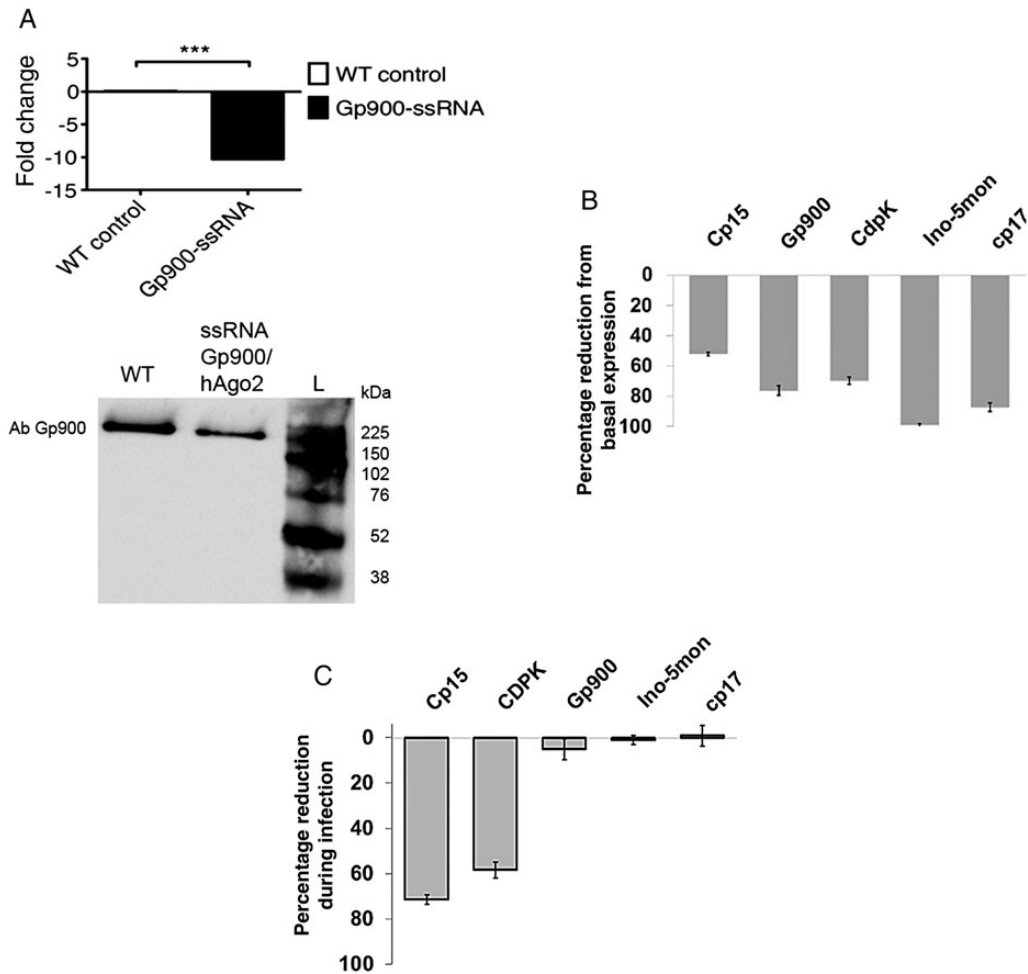 A
Fold change
5
0
-5
-10
-15
***
WT control
Gp900-ssRNA
WT control
Gp900-ssRNA
WT
ssRNA
Gp900/
hAgo2
L
kDa
Ab Gp900
225
150
102
76
52
38
B
Cp15
Gp900
CdpK
Ino-5mon
cp17
Percentage reduction from
basal expression
0
20
40
60
80
100
C
Cp15
CDPK
Gp900
Ino-5mon
cp17
Percentage reduction
during infection
0
20
40
60
80
100